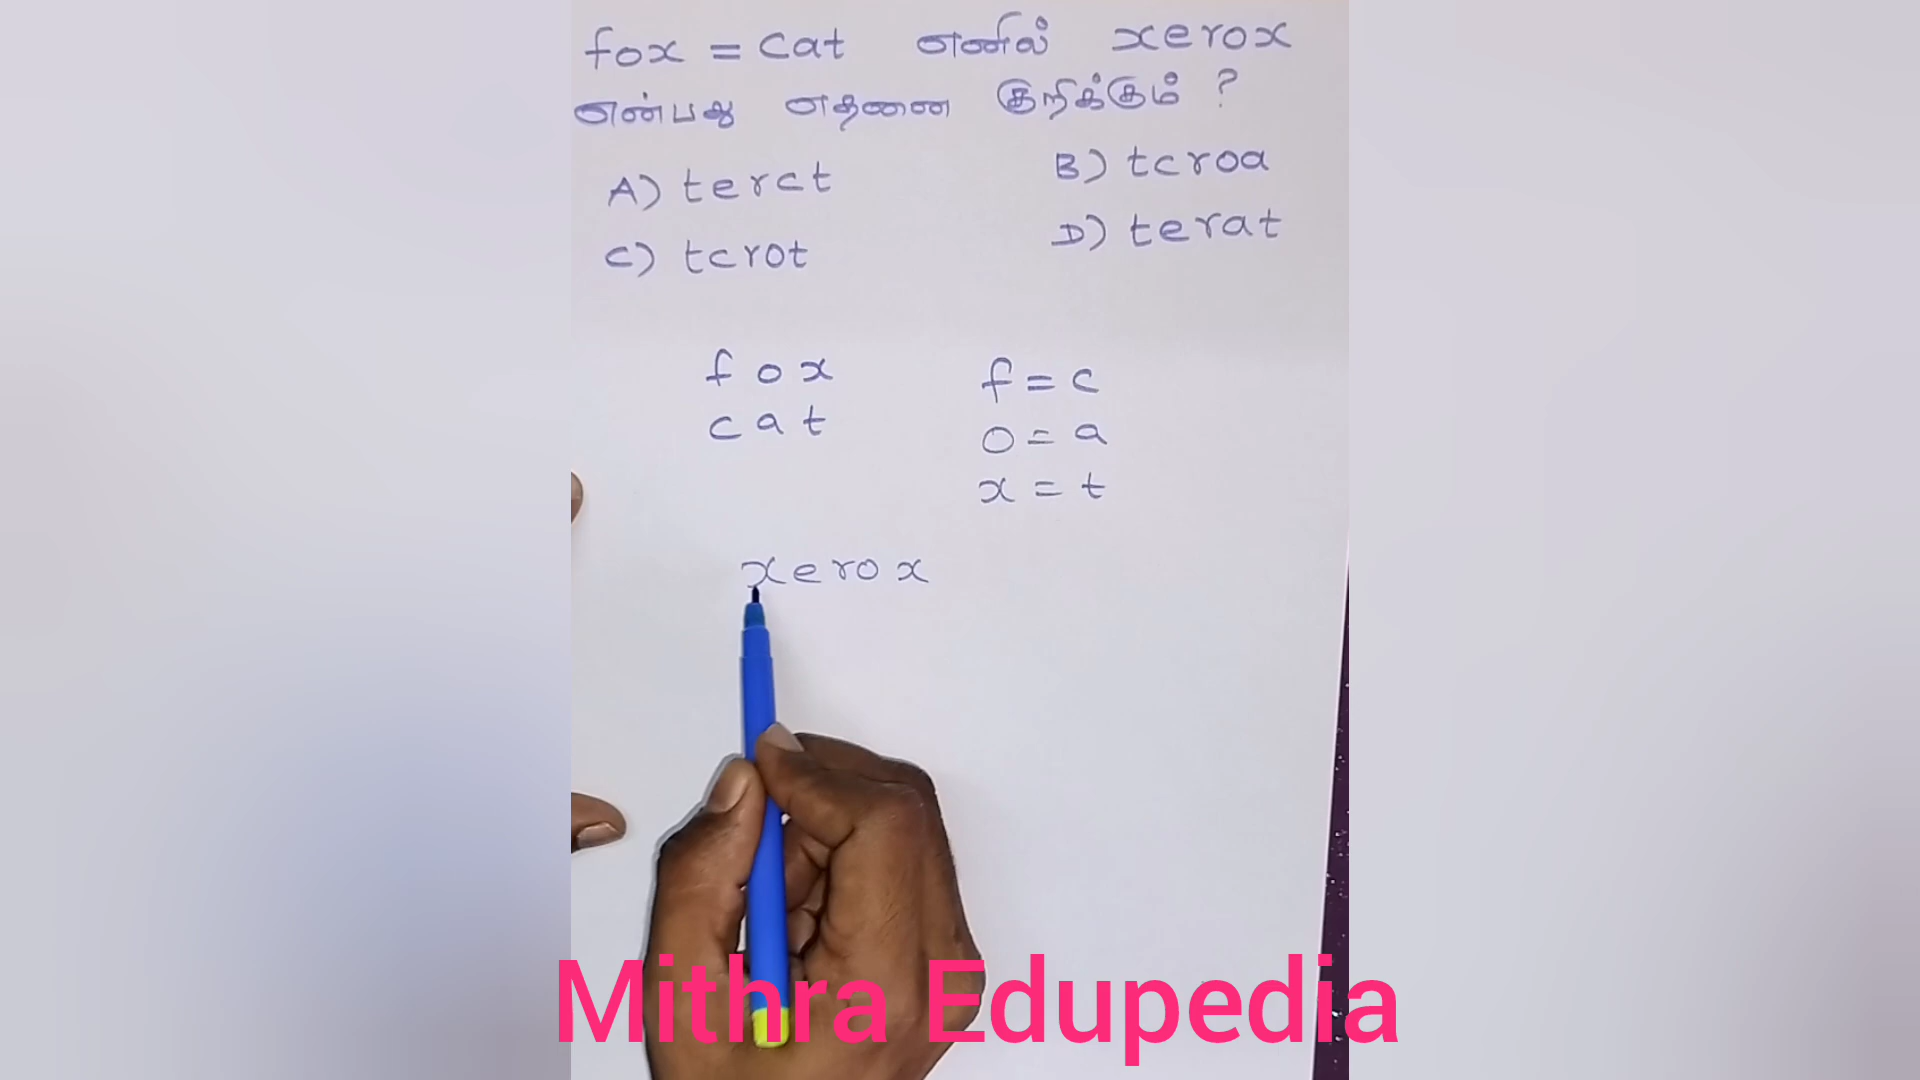 fox = cat எனில் xerox
என்பது எதனை குறிக்கும் ?
A) terct B) tcroa
C) tcrot D) terat
f o x f = c
c a t o = a
x = t
xerox
Mithra Edupedia